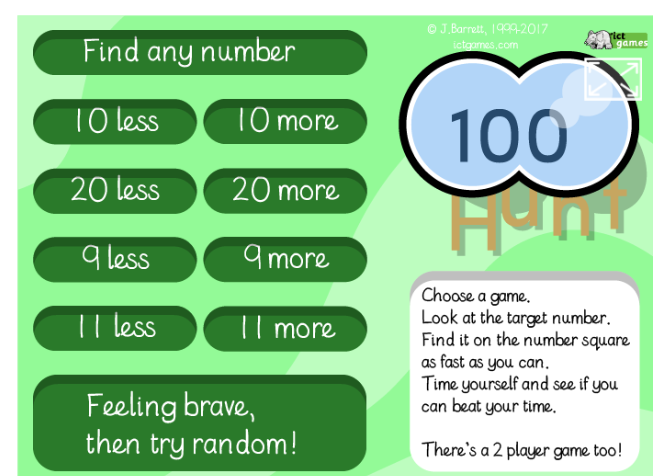 Find any number
10 less
10 more
20 less
20 more
9 less
9 more
11 less
11 more
Feeling brave,
then try random!
© J.Barrett, 1999-2017
ictgames.com
ict
games
100
Hunt
Choose a game.
Look at the target number.
Find it on the number square
as fast as you can.
Time yourself and see if you
can beat your time.
There's a 2 player game too!